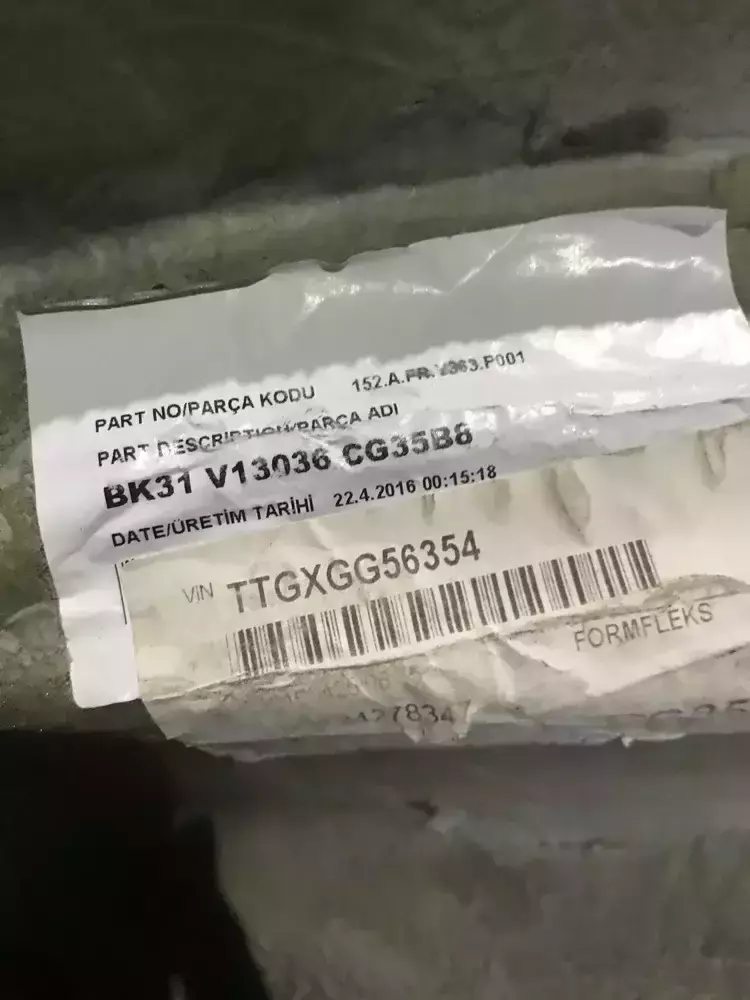 PART NO/PARÇA KODU 152.A.FR.V363.P001
PART DESCRIPTION/PARÇA ADI
BK31 V13036 CG35B8
DATE/ÜRETİM TARİHİ 22.4.2016 00:15:18
VIN TTGXGG56354
FORMFLEKS